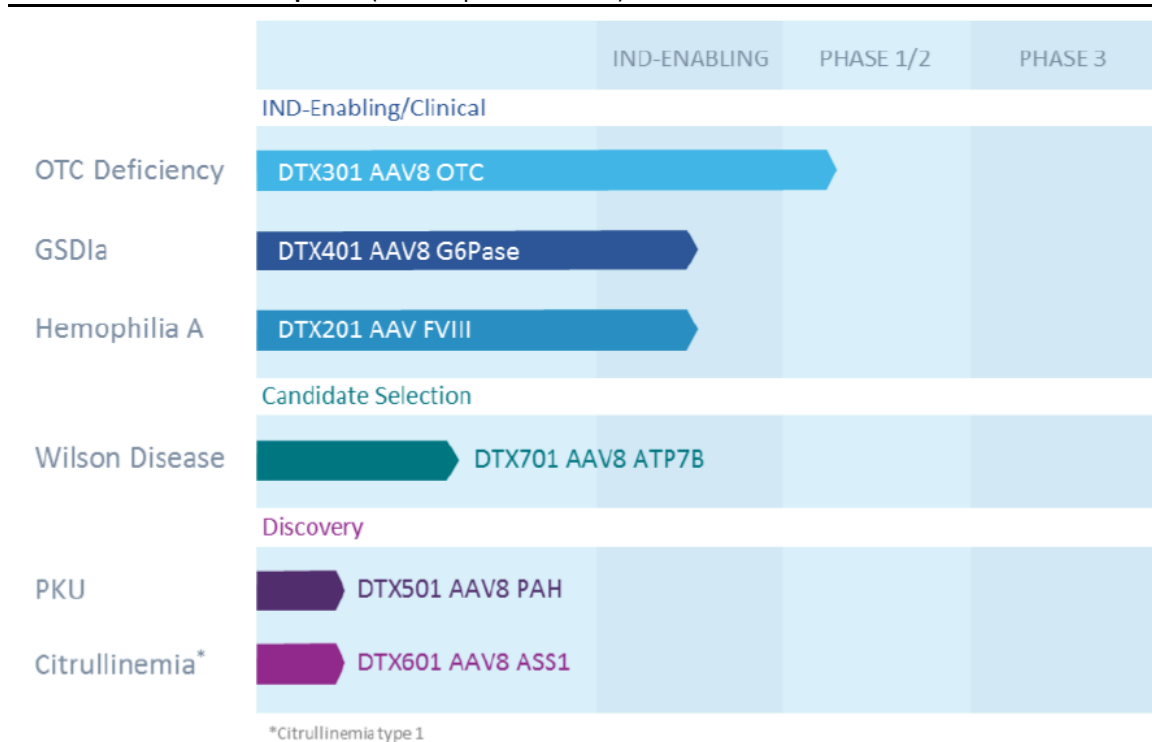 IND-ENABLING PHASE 1/2 PHASE 3
IND-Enabling/Clinical
OTC Deficiency DTX301 AAV8 OTC
GSDIa DTX401 AAV8 G6Pase
Hemophilia A DTX201 AAV FVIII
Candidate Selection
Wilson Disease DTX701 AAV8 ATP7B
Discovery
PKU DTX501 AAV8 PAH
Citrullinemia* DTX601 AAV8 ASS1
*Citrullinemia type 1